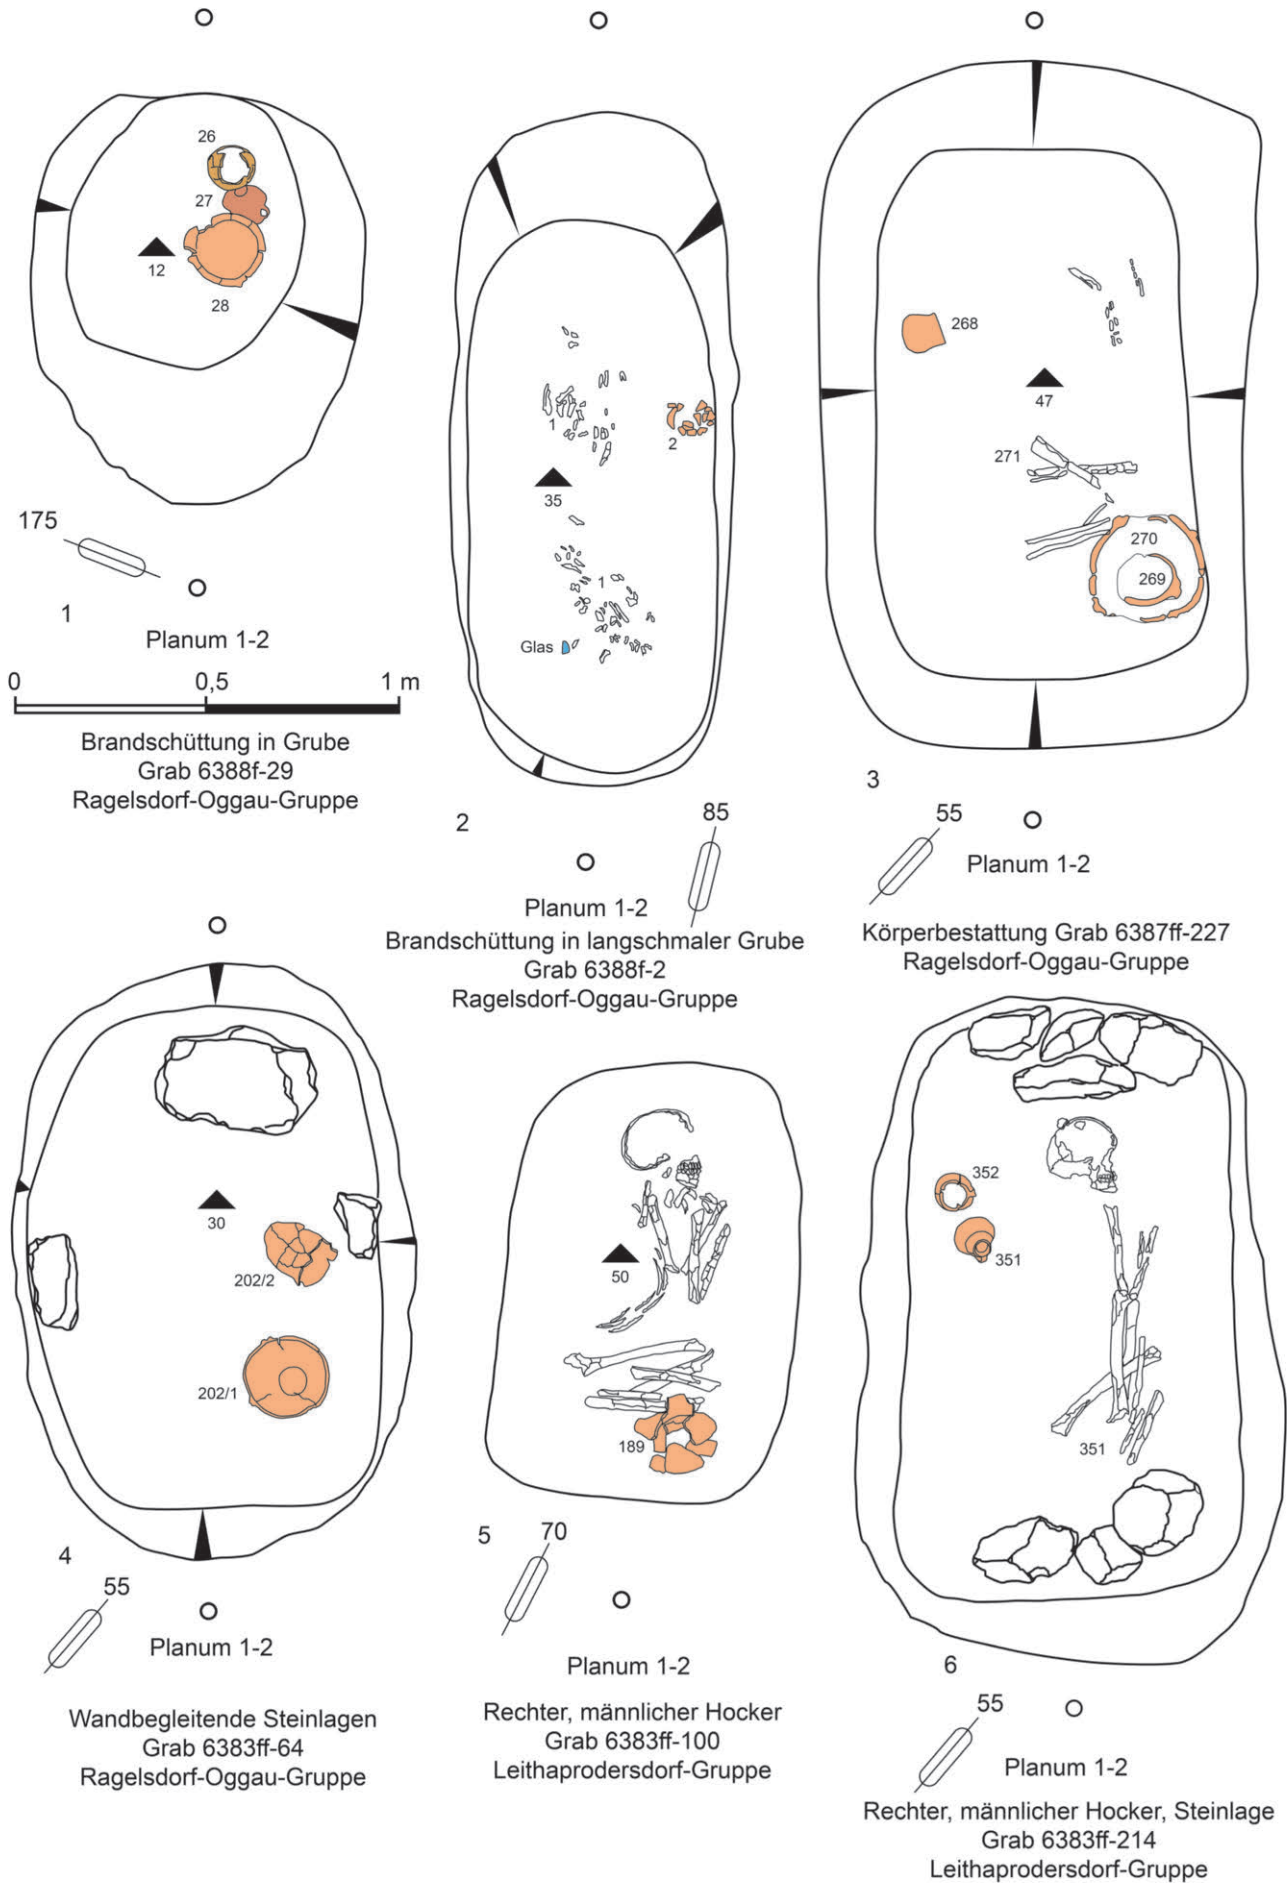 26
27
12
28
175
1
Planum 1-2
0 0,5 1 m
Brandschüttung in Grube
Grab 6388f-29
Ragelsdorf-Oggau-Gruppe
1
2
35
1
Glas
2
85
Planum 1-2
Brandschüttung in langschmaler Grube
Grab 6388f-2
Ragelsdorf-Oggau-Gruppe
268
47
271
270
269
3
55
Planum 1-2
Körperbestattung Grab 6387ff-227
Ragelsdorf-Oggau-Gruppe
30
202/2
202/1
4
55
Planum 1-2
Wandbegleitende Steinlagen
Grab 6383ff-64
Ragelsdorf-Oggau-Gruppe
50
189
5
70
Planum 1-2
Rechter, männlicher Hocker
Grab 6383ff-100
Leithaprodersdorf-Gruppe
352
351
351
6
55
Planum 1-2
Rechter, männlicher Hocker, Steinlage
Grab 6383ff-214
Leithaprodersdorf-Gruppe